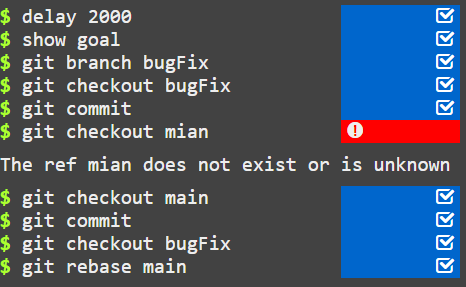 $ delay 2000
$ show goal
$ git branch bugFix
$ git checkout bugFix
$ git commit
$ git checkout mian
The ref mian does not exist or is unknown
$ git checkout main
$ git commit
$ git checkout bugFix
$ git rebase main